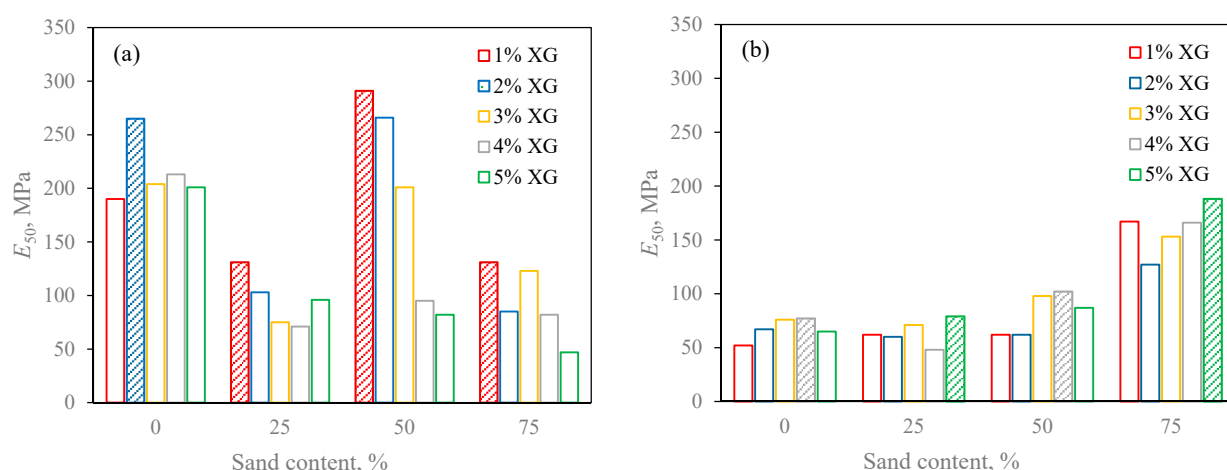 (a)
350
300
250
200
150
100
50
0
E50, MPa
0 25 50 75
Sand content, %
1% XG
2% XG
3% XG
4% XG
5% XG
(b)
350
300
250
200
150
100
50
0
E50, MPa
0 25 50 75
Sand content, %
1% XG
2% XG
3% XG
4% XG
5% XG